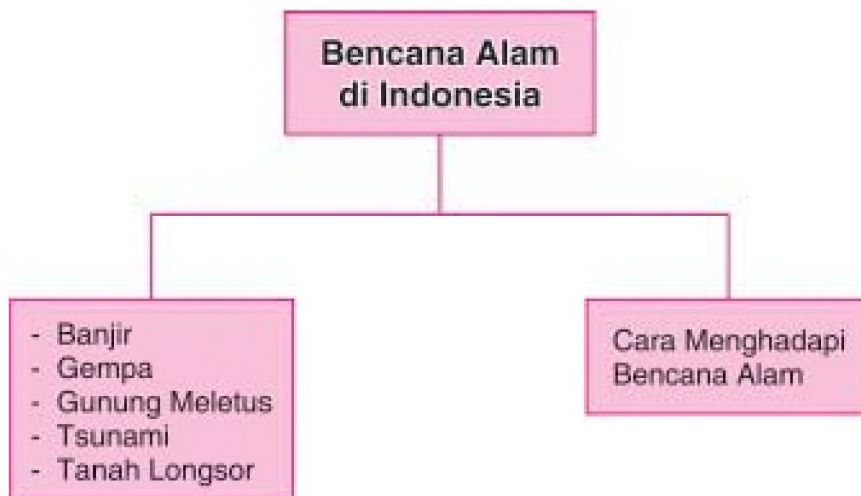 Bencana Alam
di Indonesia
- Banjir
- Gempa
- Gunung Meletus
- Tsunami
- Tanah Longsor
Cara Menghadapi
Bencana Alam